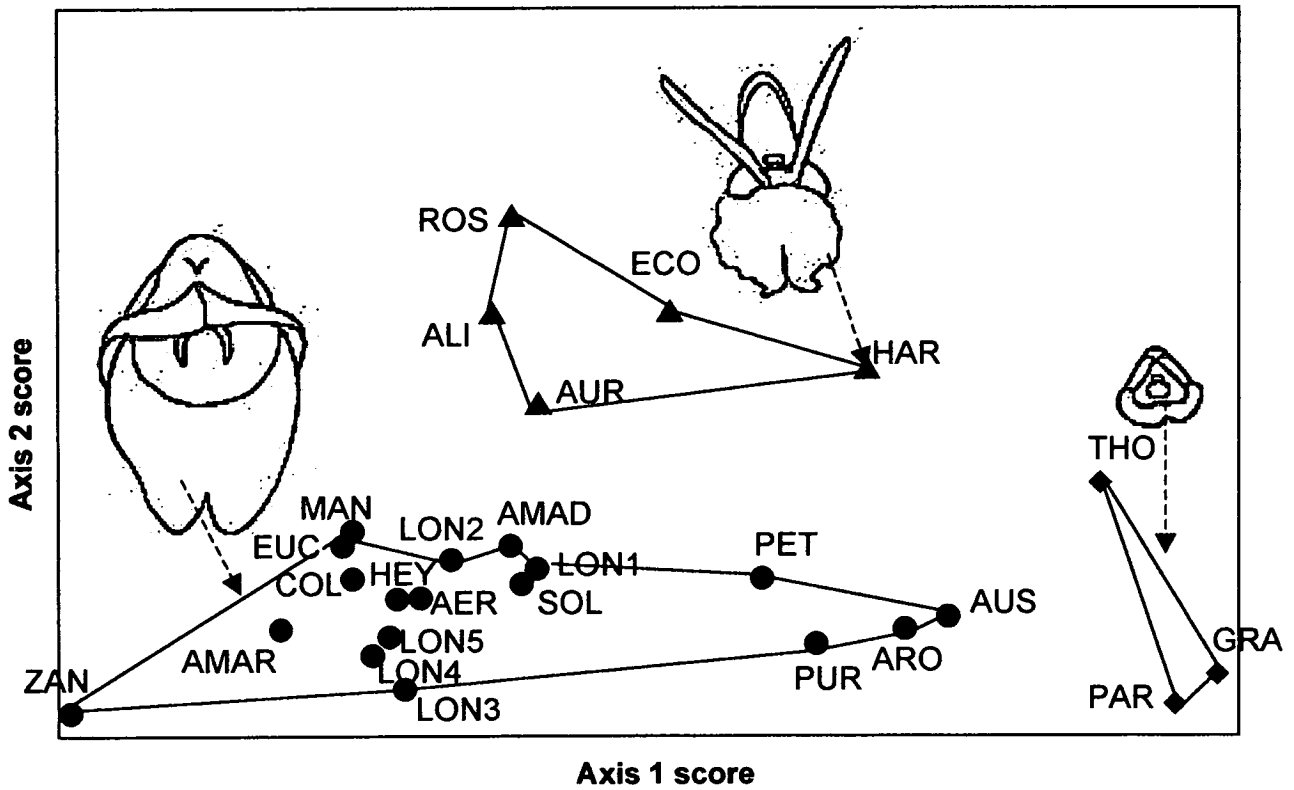 ROS
ECO
ALI
HAR
AUR
THO
MAN
LON2
AMAD
EUC
PET
COL
HEY
LON1
AER
SOL
AUS
AMAR
LON5
GRA
LON4
ARO
ZAN
PUR
PAR
LON3
Axis 2 score
Axis 1 score